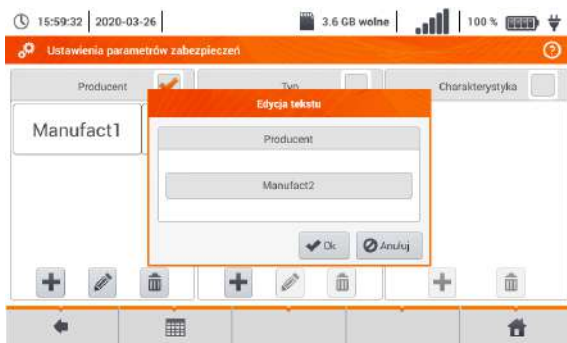 15:59:32 2020-03-26 3.6 GB wolne 100 %
Ustawienia parametrów zabezpieczeń
Producent Typ Charakterystyka
Edycja tekstu
Manufact1
Producent
Manufact2
Ok Anuluj